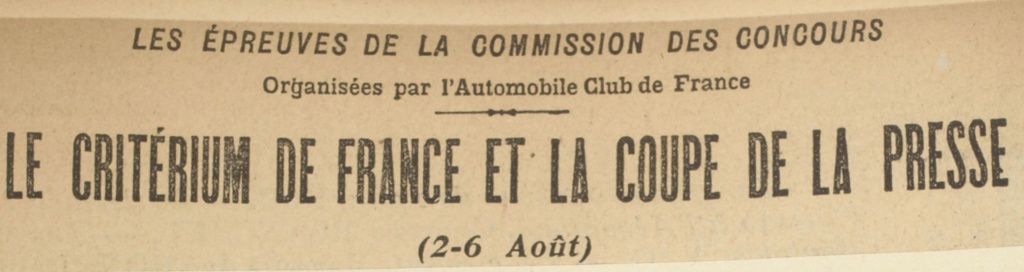 LES ÉPREUVES DE LA COMMISSION DES CONCOURS
Organisées par l'Automobile Club de France
LE CRITÉRIUM DE FRANCE ET LA COUPE DE LA PRESSE
(2-6 Août)